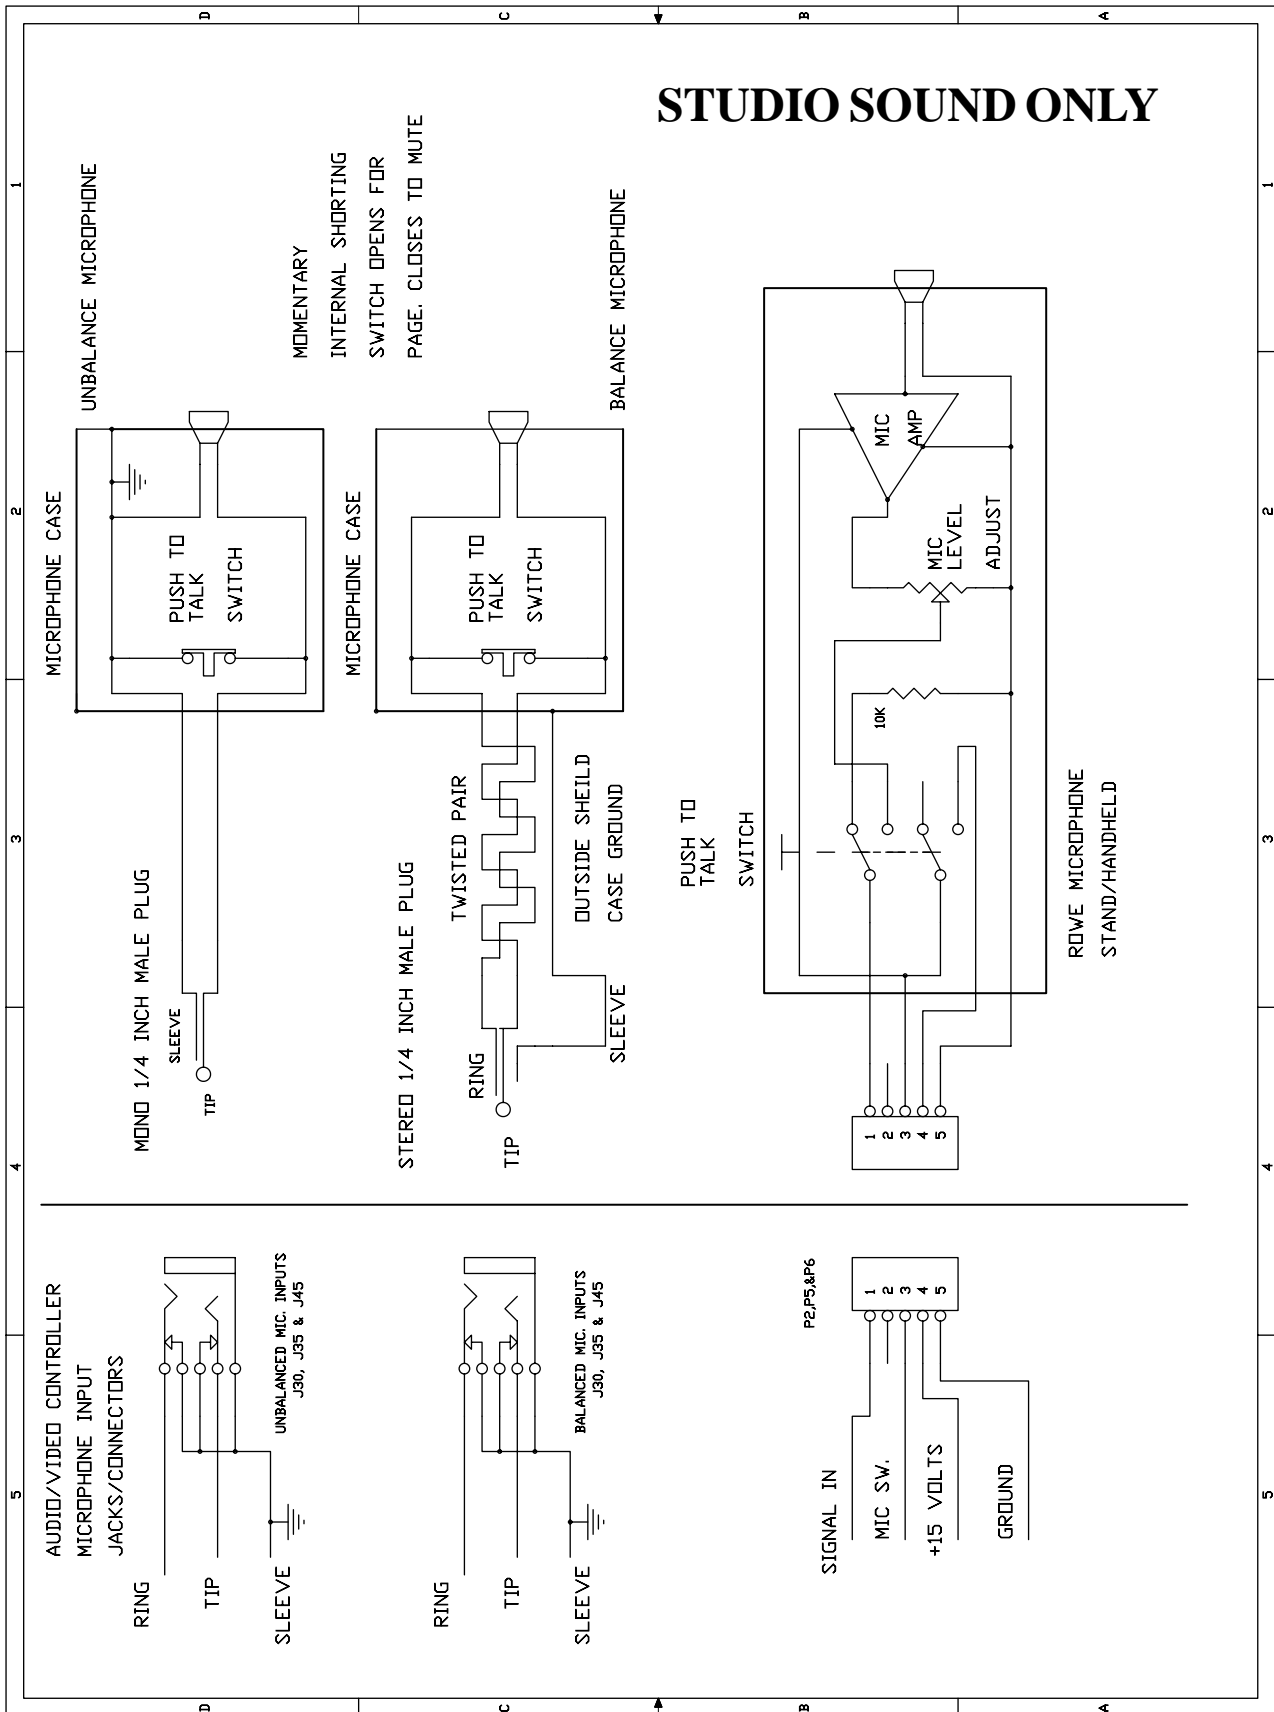 STUDIO SOUND ONLY
D
C
B
A
1
2
3
4
5
1
2
3
4
5
D
C
B
A
UNBALANCE MICROPHONE
MICROPHONE CASE
PUSH TO
TALK
SWITCH
MONO 1/4 INCH MALE PLUG
SLEEVE
TIP
MOMENTARY
INTERNAL SHORTING
SWITCH OPENS FOR
PAGE. CLOSES TO MUTE
BALANCE MICROPHONE
MICROPHONE CASE
PUSH TO
TALK
SWITCH
TWISTED PAIR
STEREO 1/4 INCH MALE PLUG
OUTSIDE SHEILD
CASE GROUND
RING
TIP
SLEEVE
MIC
AMP
MIC
LEVEL
ADJUST
10K
PUSH TO
TALK
SWITCH
ROWE MICROPHONE
STAND/HANDHELD
1
2
3
4
5
AUDIO/VIDEO CONTROLLER
MICROPHONE INPUT
JACKS/CONNECTORS
UNBALANCED MIC. INPUTS
J30, J35 & J45
RING
TIP
SLEEVE
BALANCED MIC. INPUTS
J30, J35 & J45
RING
TIP
SLEEVE
P2,P5,&P6
1
2
3
4
5
SIGNAL IN
MIC SW.
+15 VOLTS
GROUND